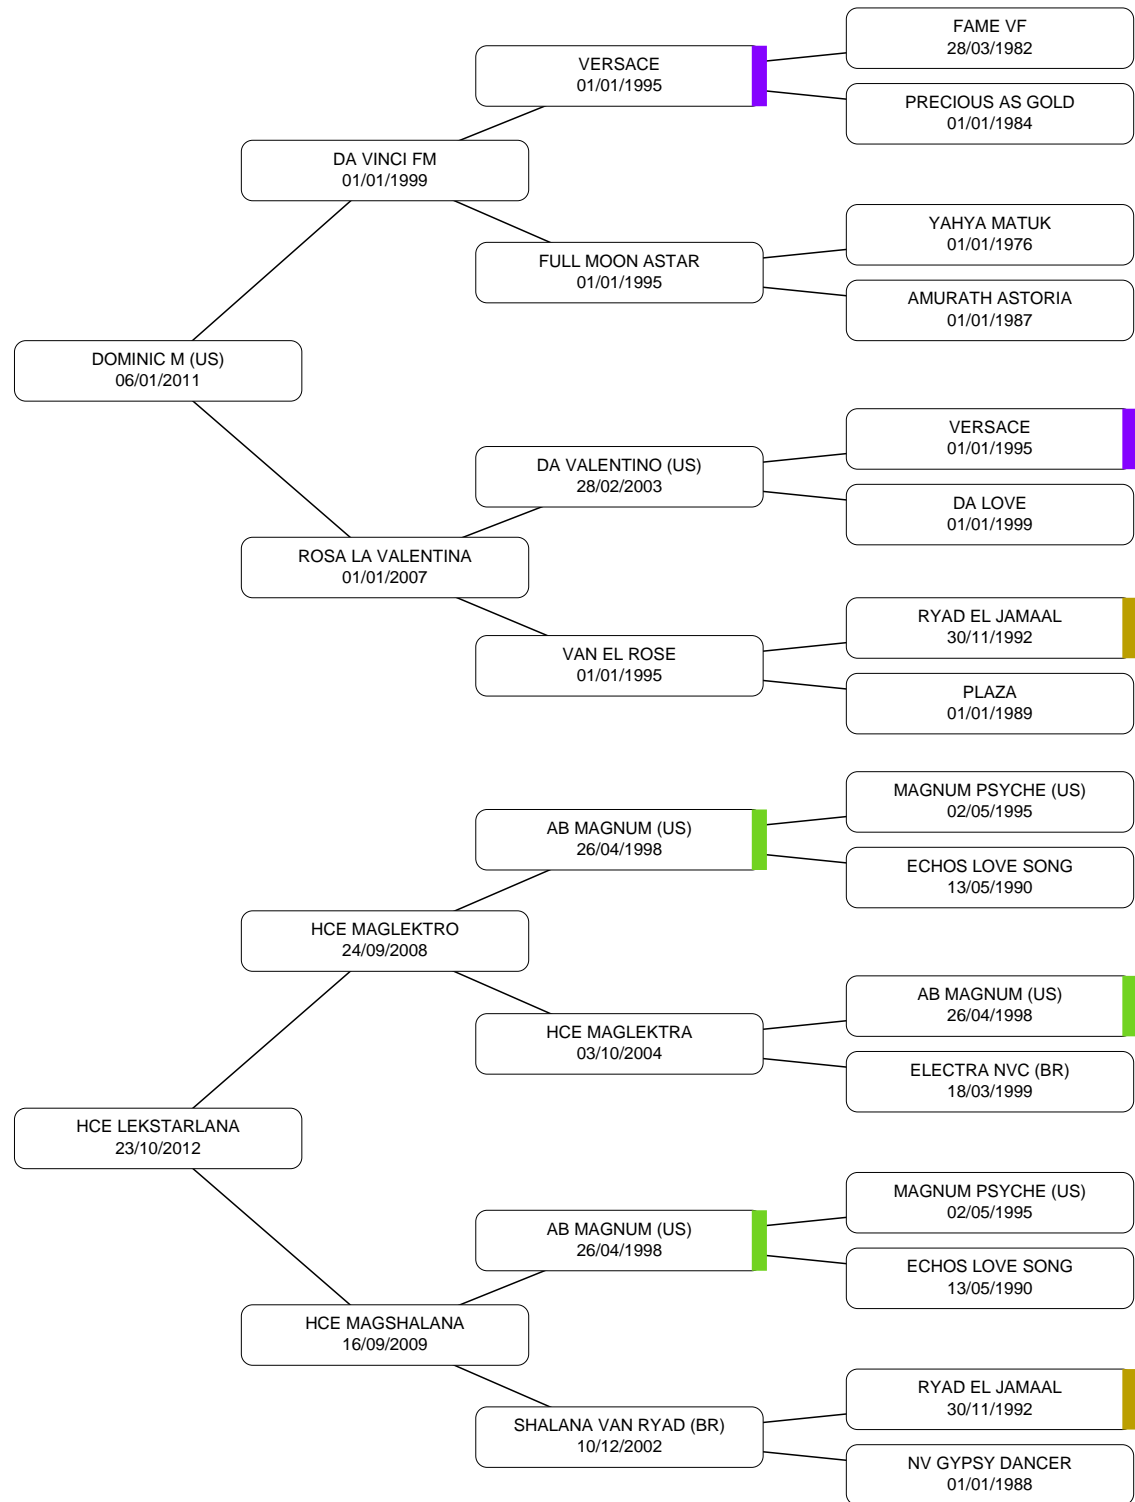 FAME VF
28/03/1982
VERSACE
01/01/1995
PRECIOUS AS GOLD
01/01/1984
DA VINCI FM
01/01/1999
YAHYA MATUK
01/01/1976
FULL MOON ASTAR
01/01/1995
AMURATH ASTORIA
01/01/1987
DOMINIC M (US)
06/01/2011
VERSACE
01/01/1995
DA VALENTINO (US)
28/02/2003
DA LOVE
01/01/1999
ROSA LA VALENTINA
01/01/2007
RYAD EL JAMAAL
30/11/1992
VAN EL ROSE
01/01/1995
PLAZA
01/01/1989
MAGNUM PSYCHE (US)
02/05/1995
AB MAGNUM (US)
26/04/1998
ECHOS LOVE SONG
13/05/1990
HCE MAGLEKTRO
24/09/2008
AB MAGNUM (US)
26/04/1998
HCE MAGLEKTRA
03/10/2004
ELECTRA NVC (BR)
18/03/1999
HCE LEKSTARLANA
23/10/2012
MAGNUM PSYCHE (US)
02/05/1995
AB MAGNUM (US)
26/04/1998
ECHOS LOVE SONG
13/05/1990
HCE MAGSHALANA
16/09/2009
RYAD EL JAMAAL
30/11/1992
SHALANA VAN RYAD (BR)
10/12/2002
NV GYPSY DANCER
01/01/1988